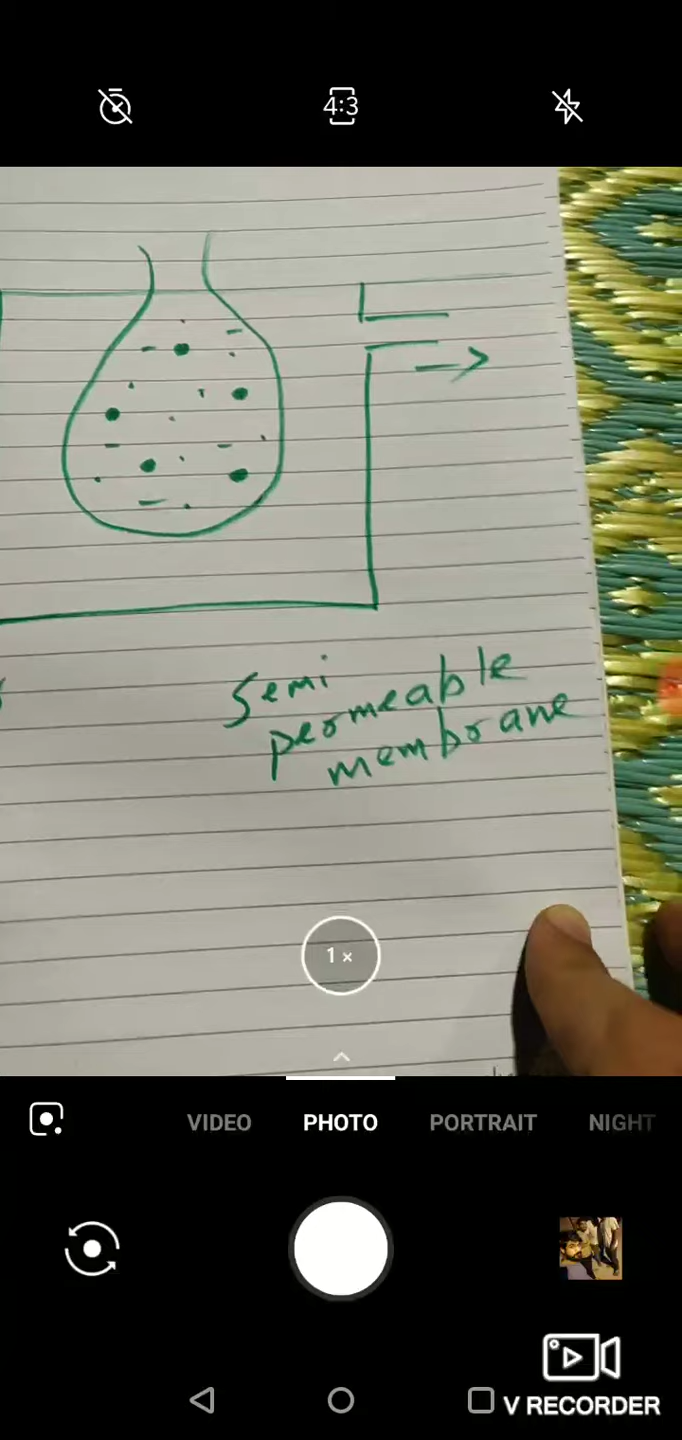 4:3
Semi
permeable
membrane
1×
VIDEO PHOTO PORTRAIT NIGHT
V RECORDER